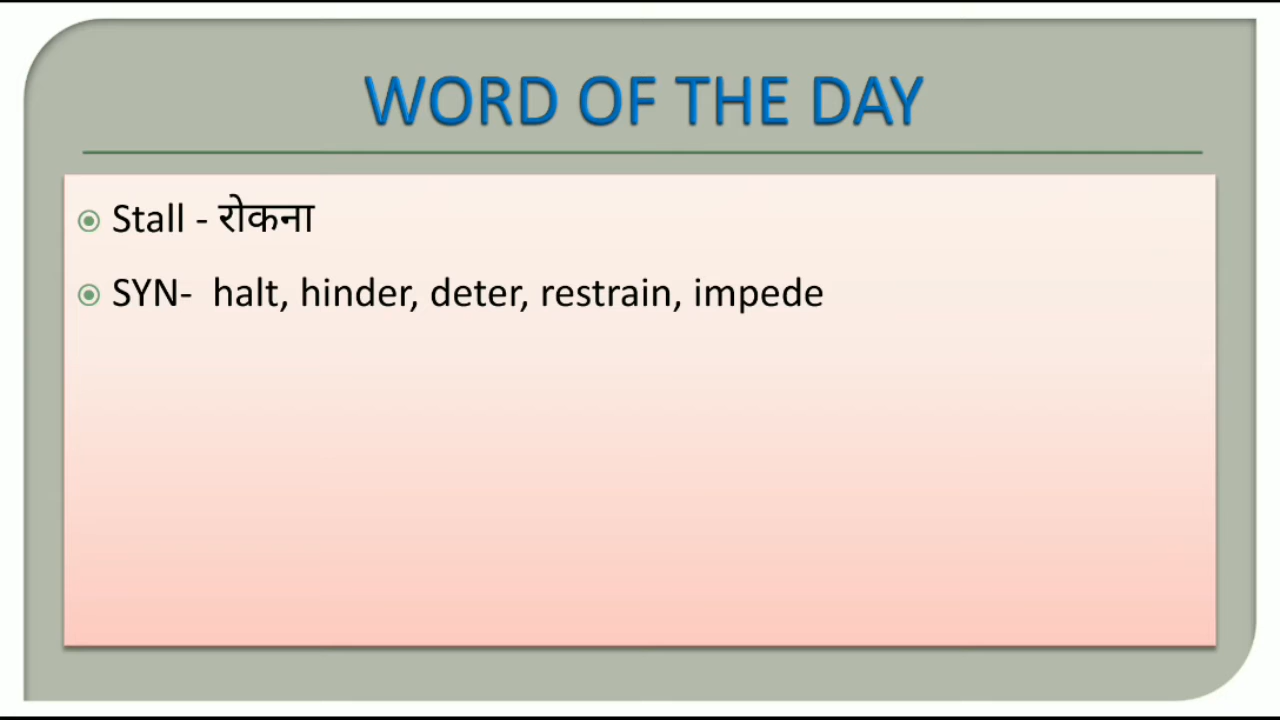 WORD OF THE DAY
Stall - रोकना
SYN- halt, hinder, deter, restrain, impede